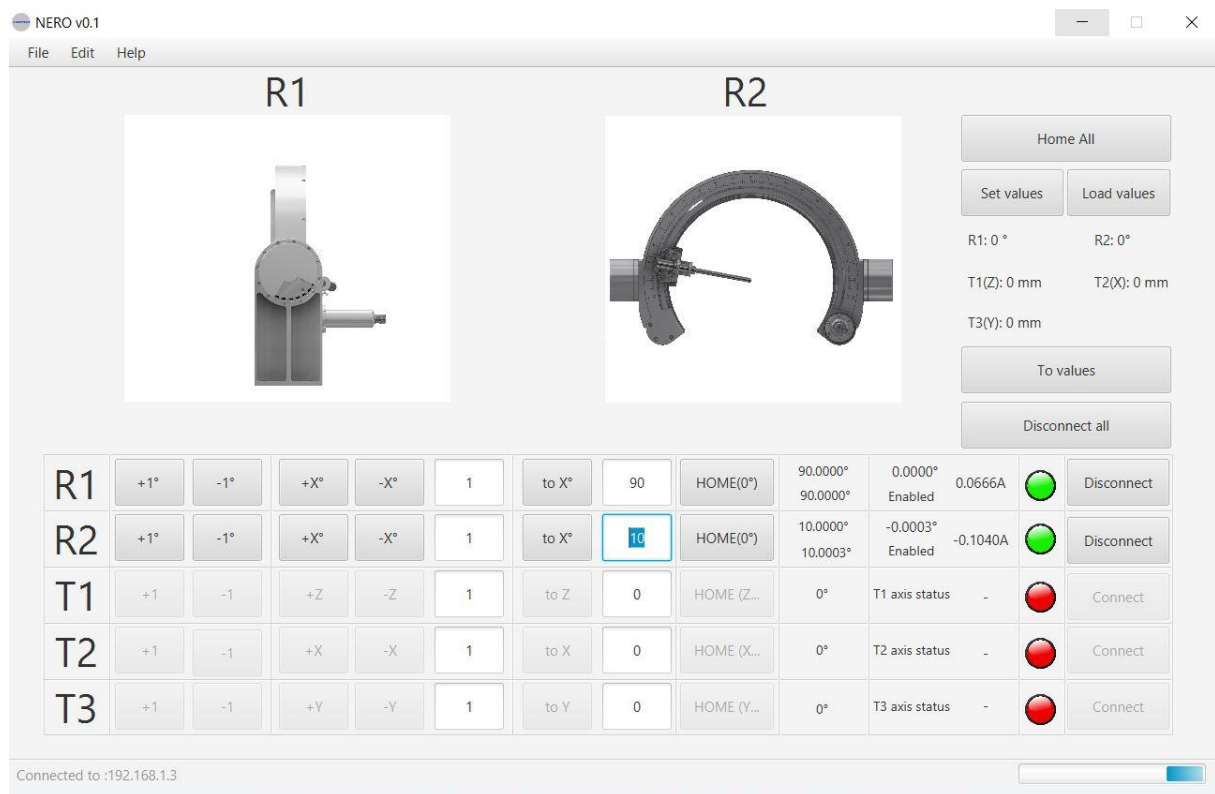 NERO v0.1
File Edit Help
R1 R2
Home All
Set values Load values
R1: 0 ° R2: 0°
T1(Z): 0 mm T2(X): 0 mm
T3(Y): 0 mm
To values
Disconnect all
R1 +1° -1° +X° -X° 1 to X° 90 HOME(0°) 90.0000° 90.0000° 0.0000° Enabled 0.0666A Disconnect
R2 +1° -1° +X° -X° 1 to X° 10 HOME(0°) 10.0000° 10.0003° -0.0003° Enabled -0.1040A Disconnect
T1 +1 -1 +Z -Z 1 to Z 0 HOME (Z... 0° T1 axis status - Connect
T2 +1 -1 +X -X 1 to X 0 HOME (X... 0° T2 axis status - Connect
T3 +1 -1 +Y -Y 1 to Y 0 HOME (Y... 0° T3 axis status - Connect
Connected to :192.168.1.3